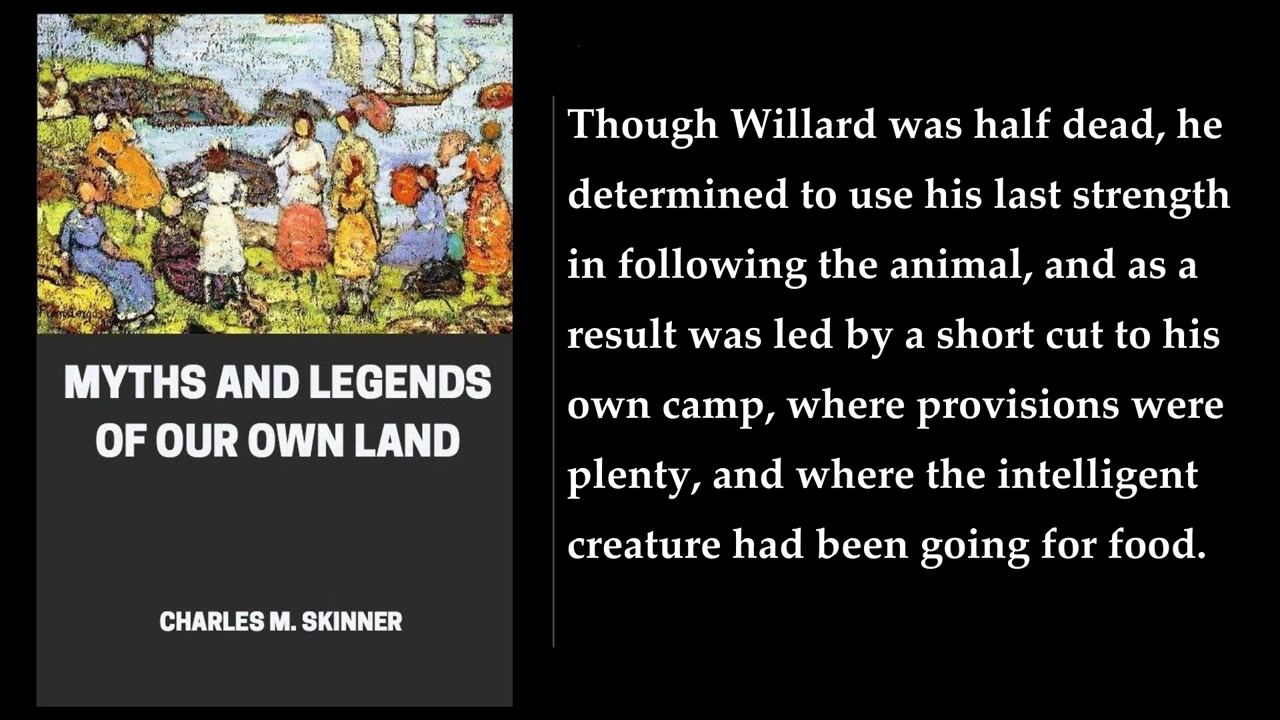 MYTHS AND LEGENDS
OF OUR OWN LAND
CHARLES M. SKINNER
Though Willard was half dead, he
determined to use his last strength
in following the animal, and as a
result was led by a short cut to his
own camp, where provisions were
plenty, and where the intelligent
creature had been going for food.